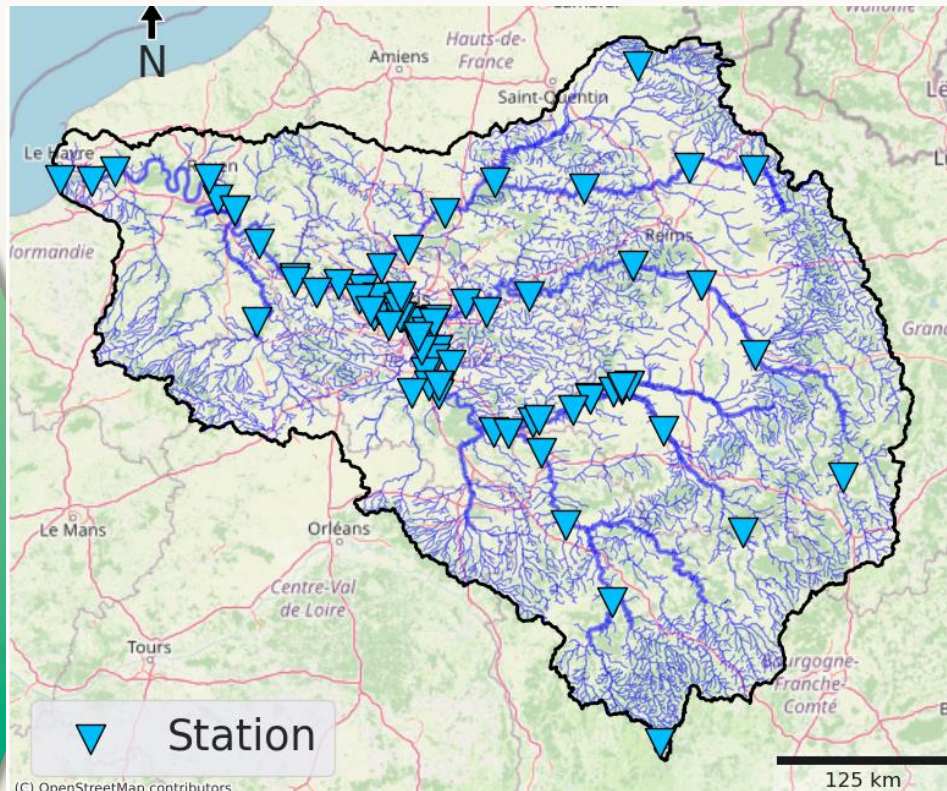 N
Amiens
Hauts-de-
France
Wallonie
Saint-Quentin
Le Havre
Reims
Normandie
Le Mans
Orléans
Centre-Val
de Loire
Tours
Bourgogne-
Franche-
Comté
Station
125 km
(C) OpenStreetMap contributors